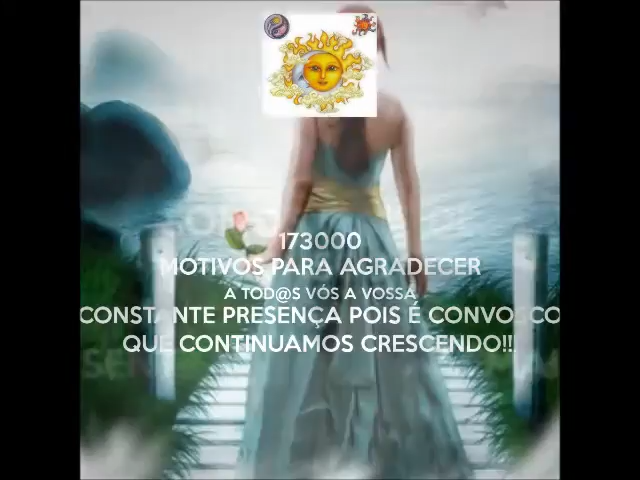 173000
MOTIVOS PARA AGRADECER
A TOD@S VÓS A VOSSA
CONSTANTE PRESENÇA POIS É CONVOSCO
QUE CONTINUAMOS CRESCENDO!!!